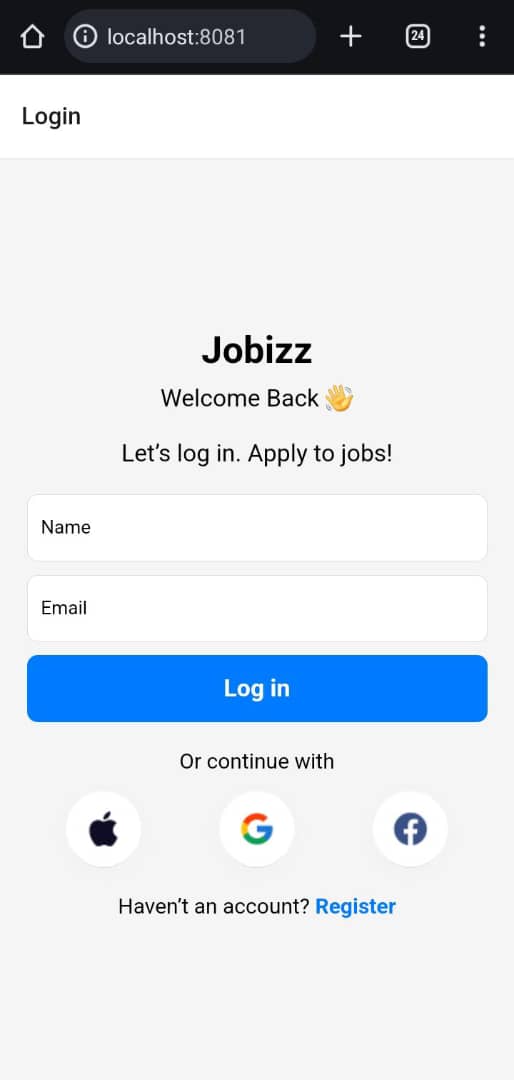 localhost:8081
24
Login
Jobizz
Welcome Back 👋
Let’s log in. Apply to jobs!
Name
Email
Log in
Or continue with
Haven’t an account? Register